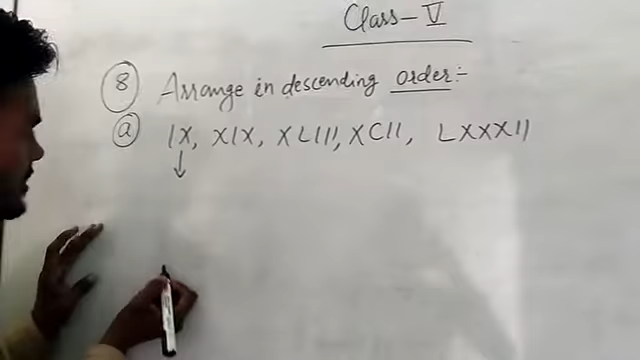 Class - V
8 Arrange in descending order :-
a IX, XIX, XLIII, XCII, LXXXII